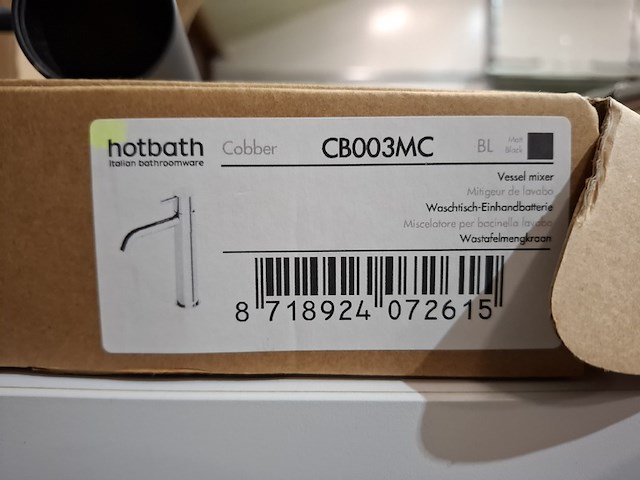 hotbath
Italian bathroomware
Cobber
CB003MC
BL
Matt
Black
Vessel mixer
Mitigeur de lavabo
Waschtisch-Einhandbatterie
Miscelatore per bacinella lavabo
Wastafelmengkraan
8 718924 072615